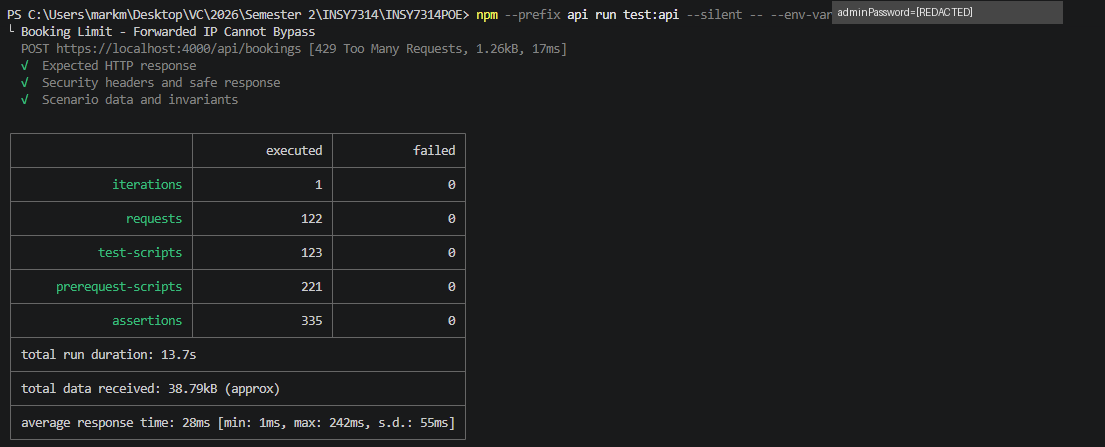 PS C:\Users\markm\Desktop\VC\2026\Semester 2\INSY7314\INSY7314POE> npm --prefix api run test:api --silent -- --env-var adminPassword=[REDACTED]
└ Booking Limit - Forwarded IP Cannot Bypass
POST https://localhost:4000/api/bookings [429 Too Many Requests, 1.26kB, 17ms]
√ Expected HTTP response
√ Security headers and safe response
√ Scenario data and invariants
executed failed
iterations 1 0
requests 122 0
test-scripts 123 0
prerequest-scripts 221 0
assertions 335 0
total run duration: 13.7s
total data received: 38.79kB (approx)
average response time: 28ms [min: 1ms, max: 242ms, s.d.: 55ms]